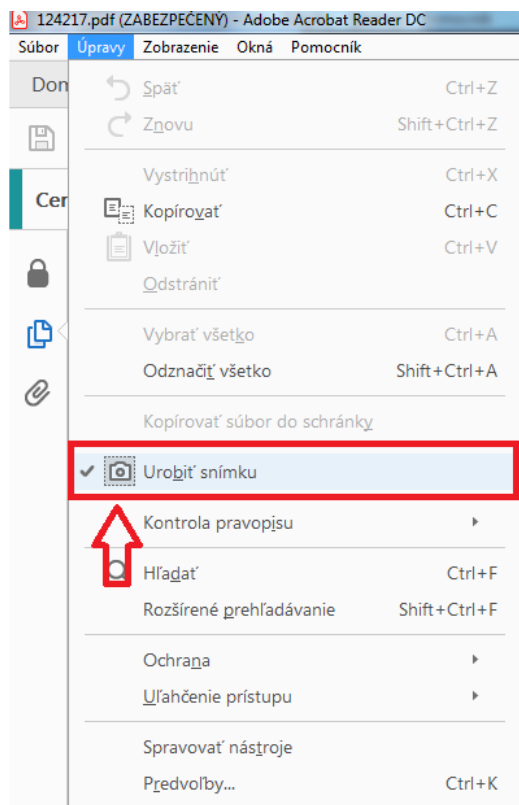 124217.pdf (ZABEZPEČENÝ) - Adobe Acrobat Reader DC
Súbor Úpravy Zobrazenie Okná Pomocník
Dom
Späť Ctrl+Z
Znovu Shift+Ctrl+Z
Vystrihnúť Ctrl+X
Cer
Kopírovať Ctrl+C
Vložiť Ctrl+V
Odstrániť
Vybrať všetko Ctrl+A
Odznačiť všetko Shift+Ctrl+A
Kopírovať súbor do schránky
Urobiť snímku
Kontrola pravopisu
Hľadať Ctrl+F
Rozšírené prehľadávanie Shift+Ctrl+F
Ochrana
Uľahčenie prístupu
Spravovať nástroje
Predvoľby... Ctrl+K